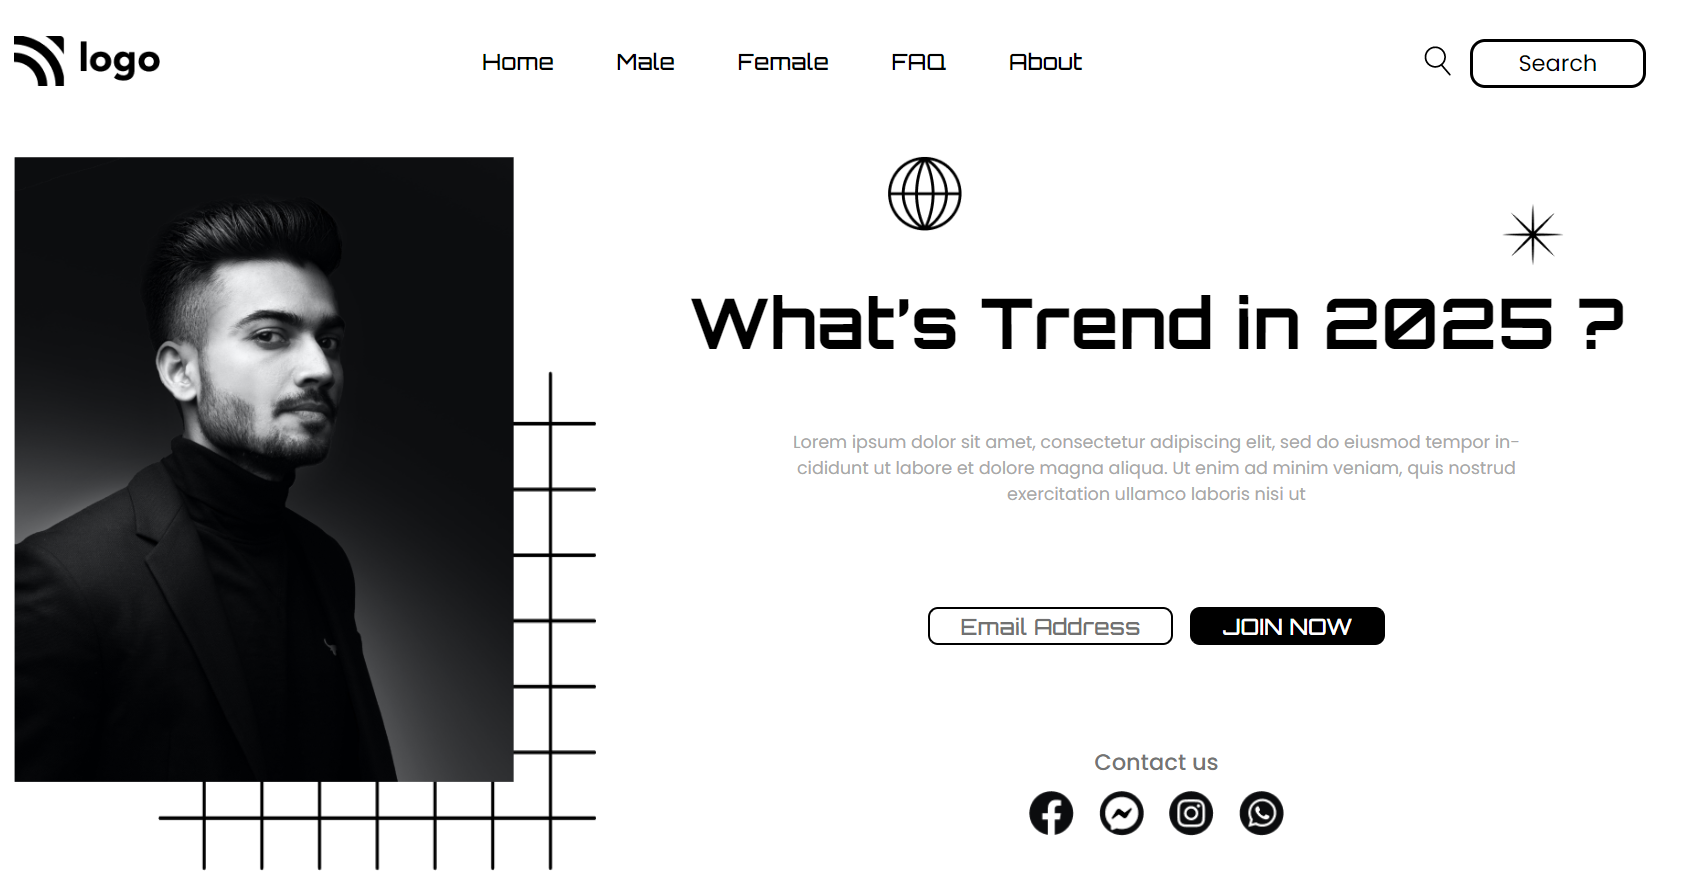 logo
Home Male Female FAQ About
Search
What's Trend in 2025 ?
Lorem ipsum dolor sit amet, consectetur adipiscing elit, sed do eiusmod tempor in-
cididunt ut labore et dolore magna aliqua. Ut enim ad minim veniam, quis nostrud
exercitation ullamco laboris nisi ut
Email Address JOIN NOW
Contact us